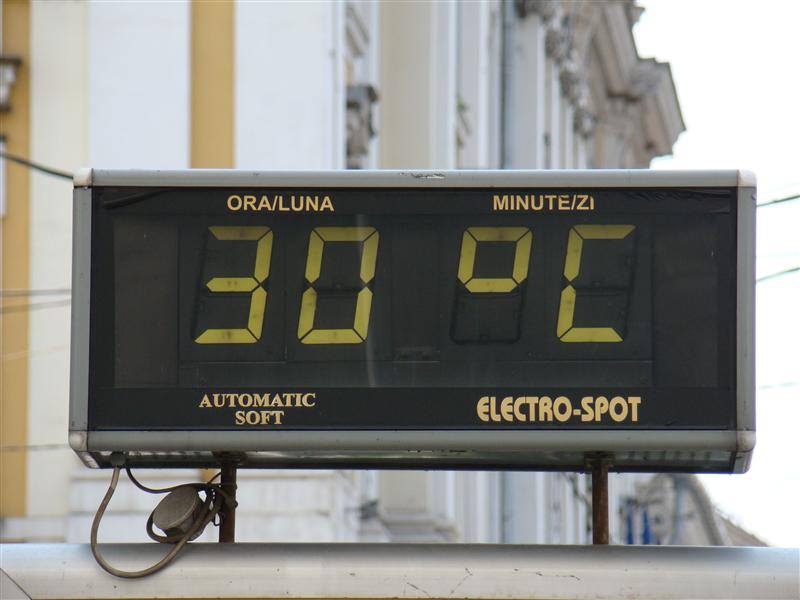 ORA/LUNA MINUTE/ZI
30°C
AUTOMATIC SOFT
ELECTRO-SPOT